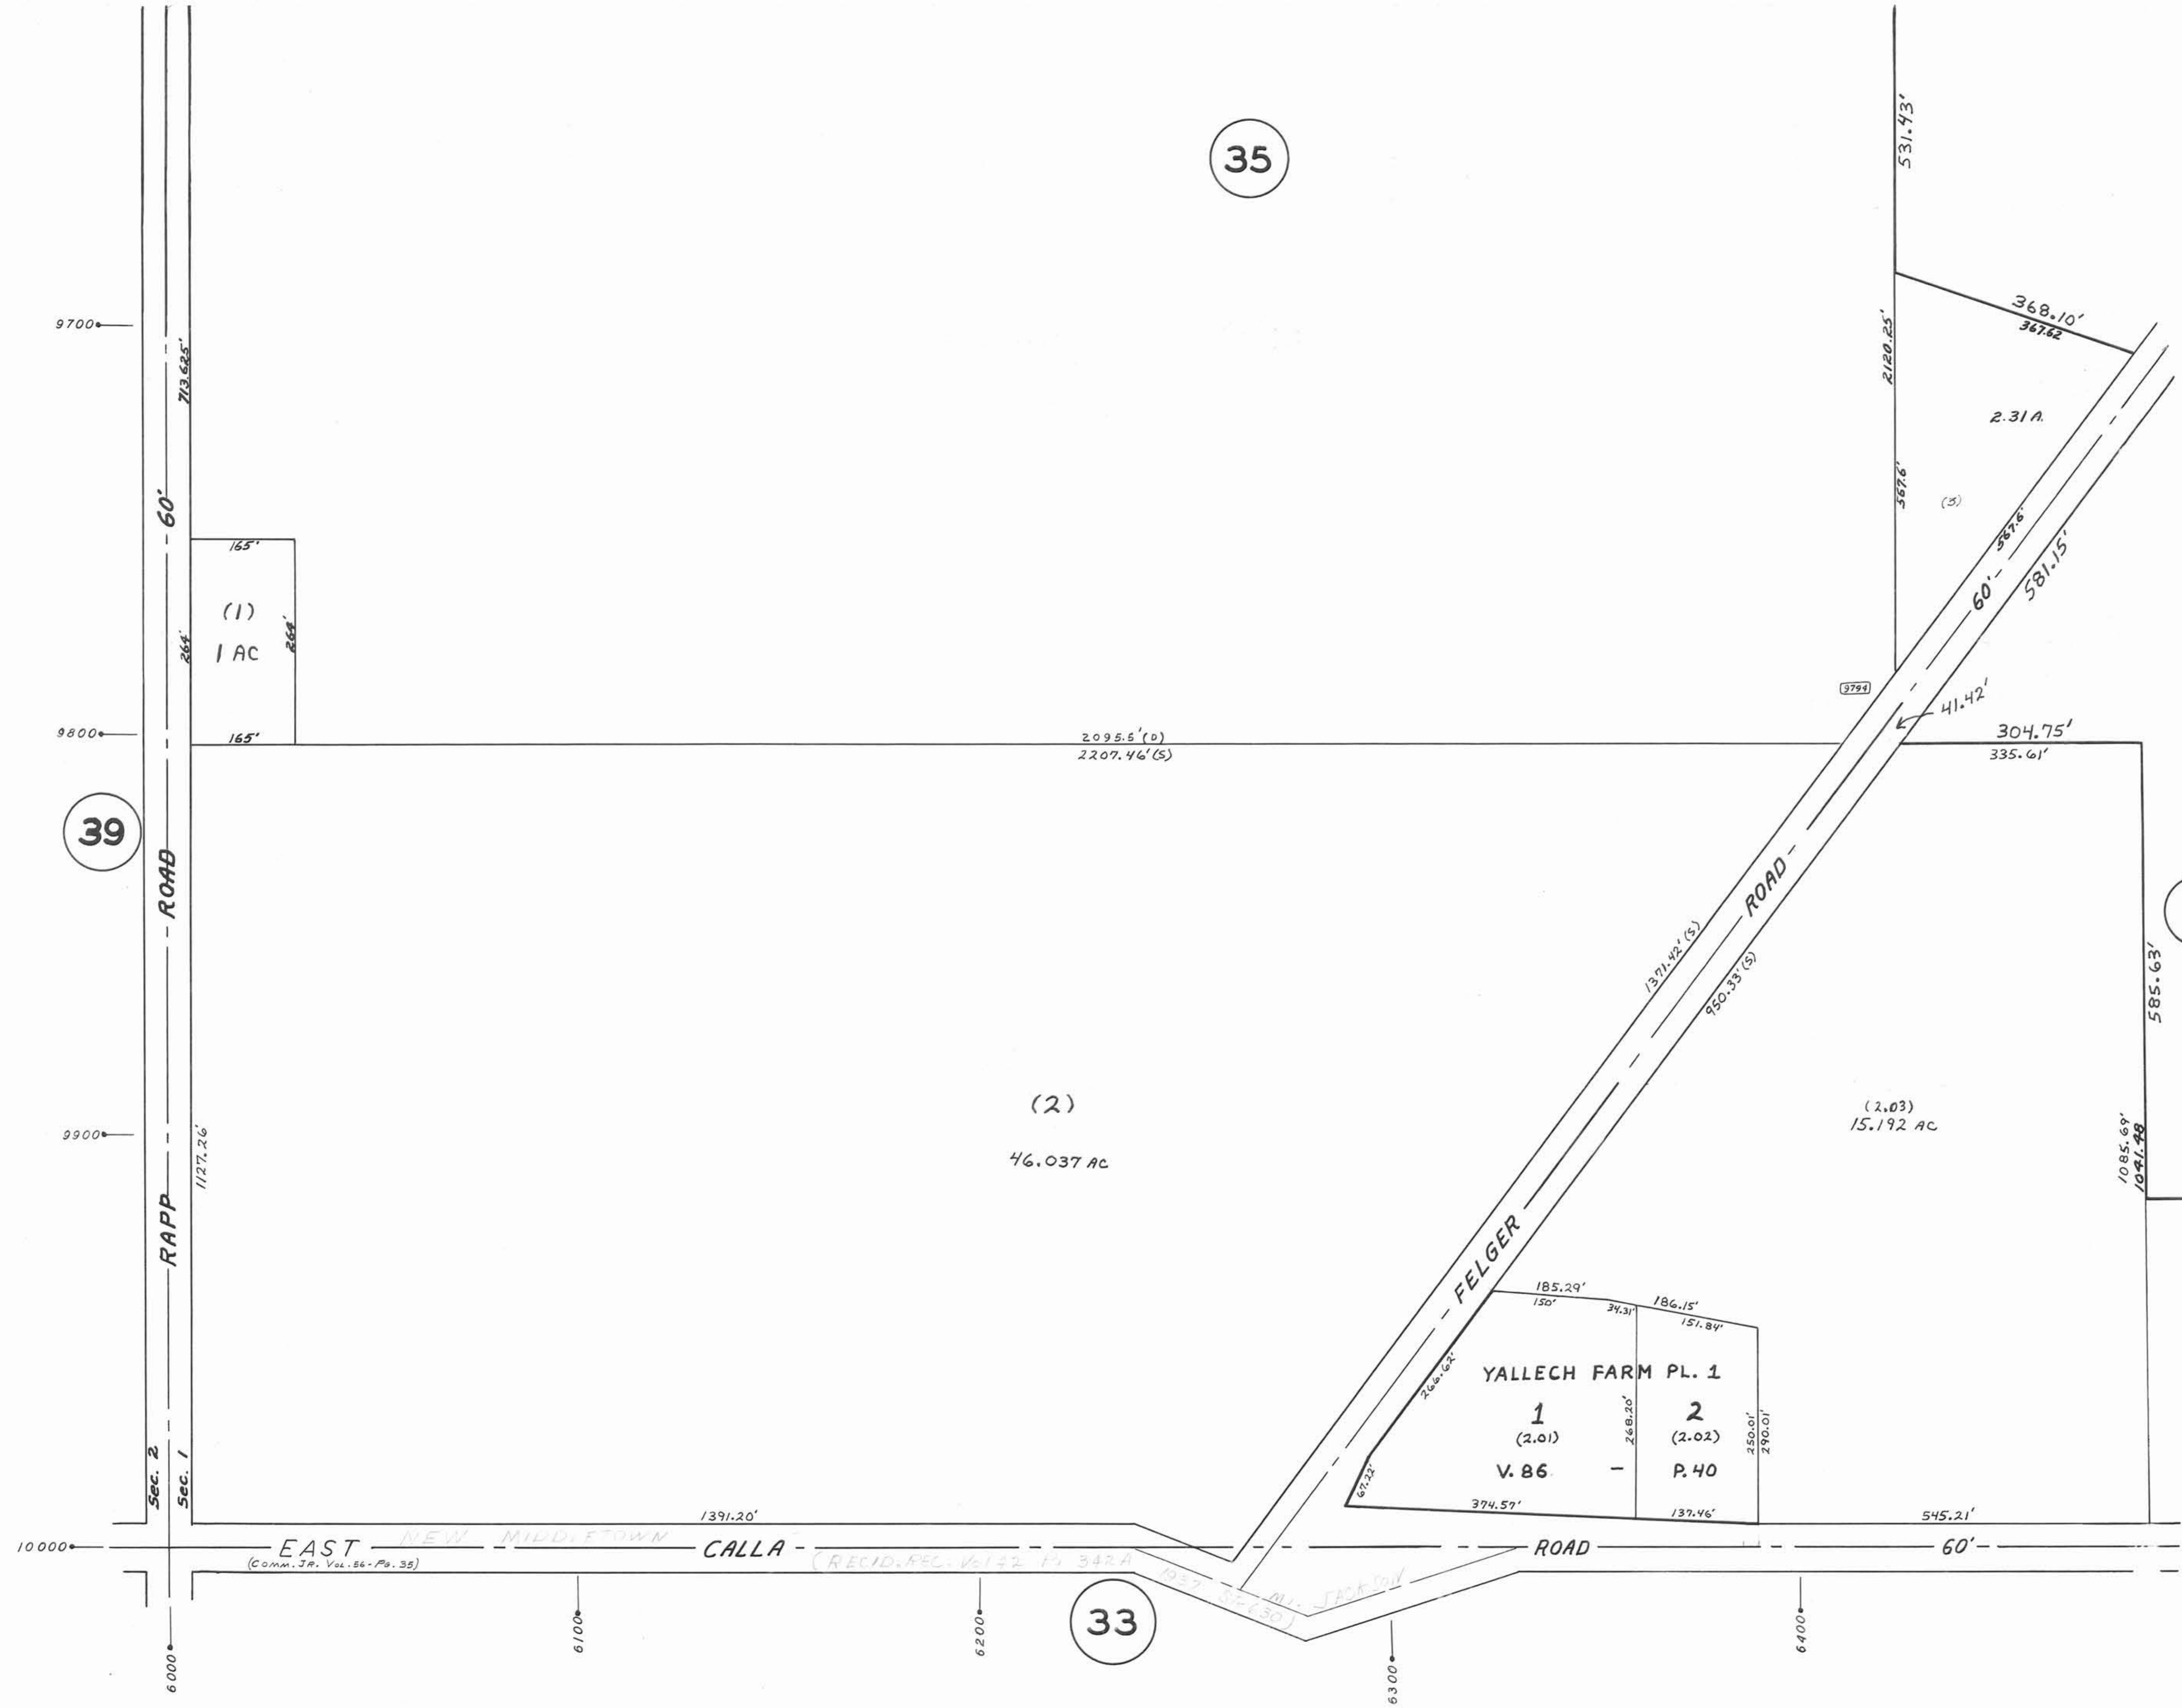 35
531.43'
368.10'
367.62
9700
713.625'
2120.25'
2.31 A.
60'
567.6'
(3)
567.6'
581.15'
60'
165'
(1)
1 AC
264'
264'
165'
9794
41.42'
9800
2095.5'(D)
2207.46'(S)
304.75'
335.61'
39
ROAD
ROAD
1371.42'(S)
950.33'(S)
585.63'
(2)
46.037 AC
(2.03)
15.192 AC
9900
1127.26'
1085.69'
1041.48
RAPP
FELGER
185.29'
150'
34.31'
186.15'
151.84'
266.62'
YALLECH FARM PL. 1
1
2
(2.01)
(2.02)
268.20'
250.01'
290.01'
V. 86 - P. 40
67.22'
Sec. 2
Sec. 1
374.57'
137.46'
1391.20'
545.21'
NEW MIDDLETOWN
10000
EAST CALLA ROAD 60'
(COMM. JR. VOL. 56 - PG. 35)
MT. JACKSON
33
6000
6100
6200
6300
6400